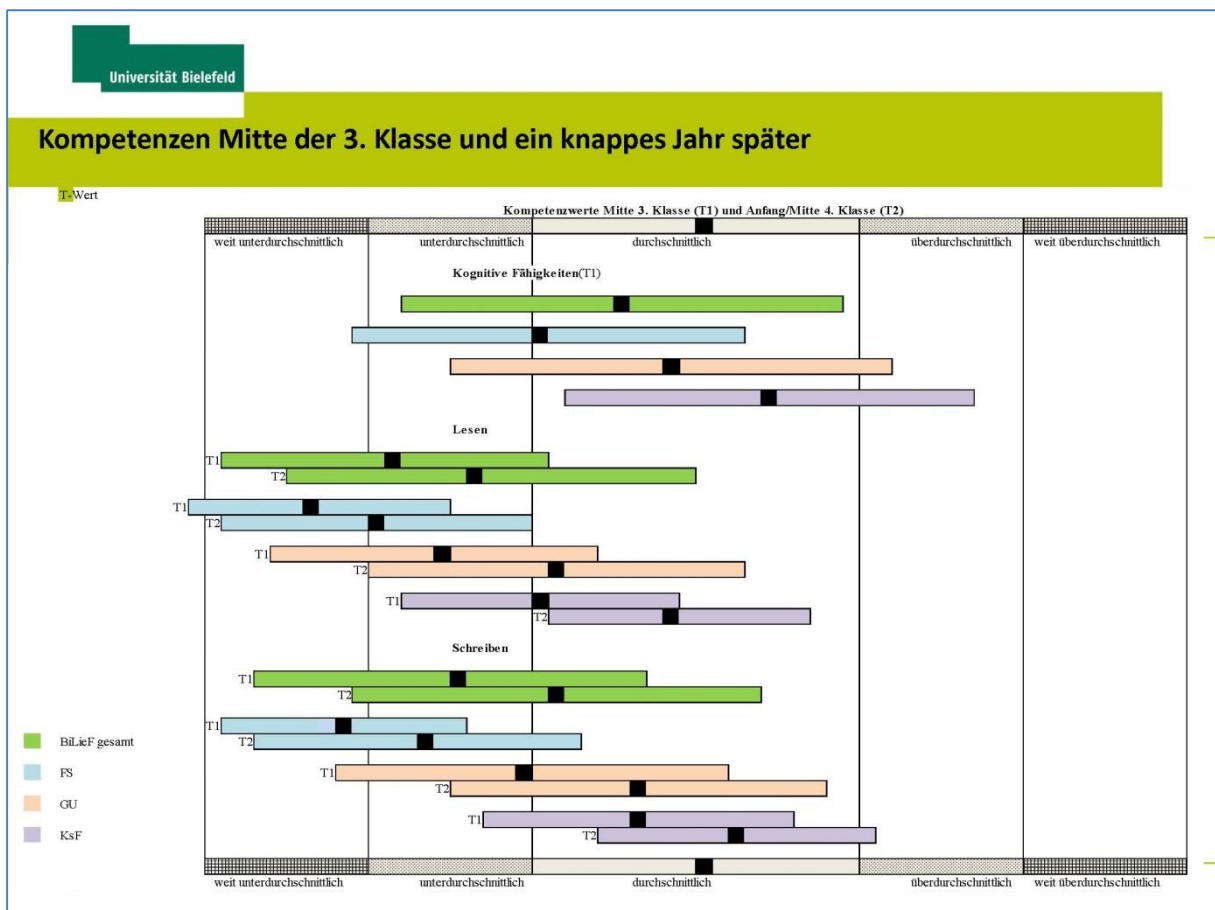 Universität Bielefeld
Kompetenzen Mitte der 3. Klasse und ein knappes Jahr später
T-Wert
Kompetenzwerte Mitte 3. Klasse (T1) und Anfang/Mitte 4. Klasse (T2)
weit unterdurchschnittlich unterdurchschnittlich durchschnittlich überdurchschnittlich weit überdurchschnittlich
Kognitive Fähigkeiten(T1)
Lesen
T1
T2
T1
T2
T1
T2
T1
T2
Schreiben
T1
T2
T1
T2
T1
T2
T1
T2
BiLieF gesamt
FS
GU
KsF
weit unterdurchschnittlich unterdurchschnittlich durchschnittlich überdurchschnittlich weit überdurchschnittlich